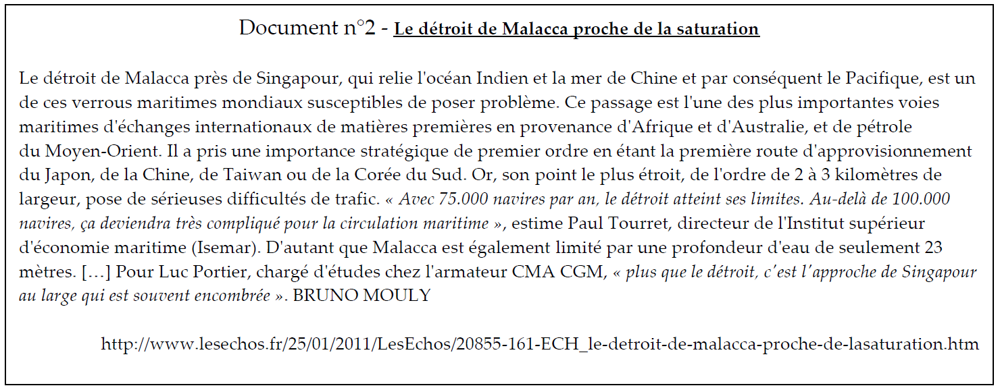 Document n°2 - Le détroit de Malacca proche de la saturation
Le détroit de Malacca près de Singapour, qui relie l'océan Indien et la mer de Chine et par conséquent le Pacifique, est un
de ces verrous maritimes mondiaux susceptibles de poser problème. Ce passage est l'une des plus importantes voies
maritimes d'échanges internationaux de matières premières en provenance d'Afrique et d'Australie, et de pétrole
du Moyen-Orient. Il a pris une importance stratégique de premier ordre en étant la première route d'approvisionnement
du Japon, de la Chine, de Taiwan ou de la Corée du Sud. Or, son point le plus étroit, de l'ordre de 2 à 3 kilomètres de
largeur, pose de sérieuses difficultés de trafic. « Avec 75.000 navires par an, le détroit atteint ses limites. Au-delà de 100.000
navires, ça deviendra très compliqué pour la circulation maritime », estime Paul Tourret, directeur de l'Institut supérieur
d'économie maritime (Isemar). D'autant que Malacca est également limité par une profondeur d'eau de seulement 23
mètres. […] Pour Luc Portier, chargé d'études chez l'armateur CMA CGM, « plus que le détroit, c'est l'approche de Singapour
au large qui est souvent encombrée ». BRUNO MOULY
http://www.lesechos.fr/25/01/2011/LesEchos/20855-161-ECH_le-detroit-de-malacca-proche-de-lasaturation.htm